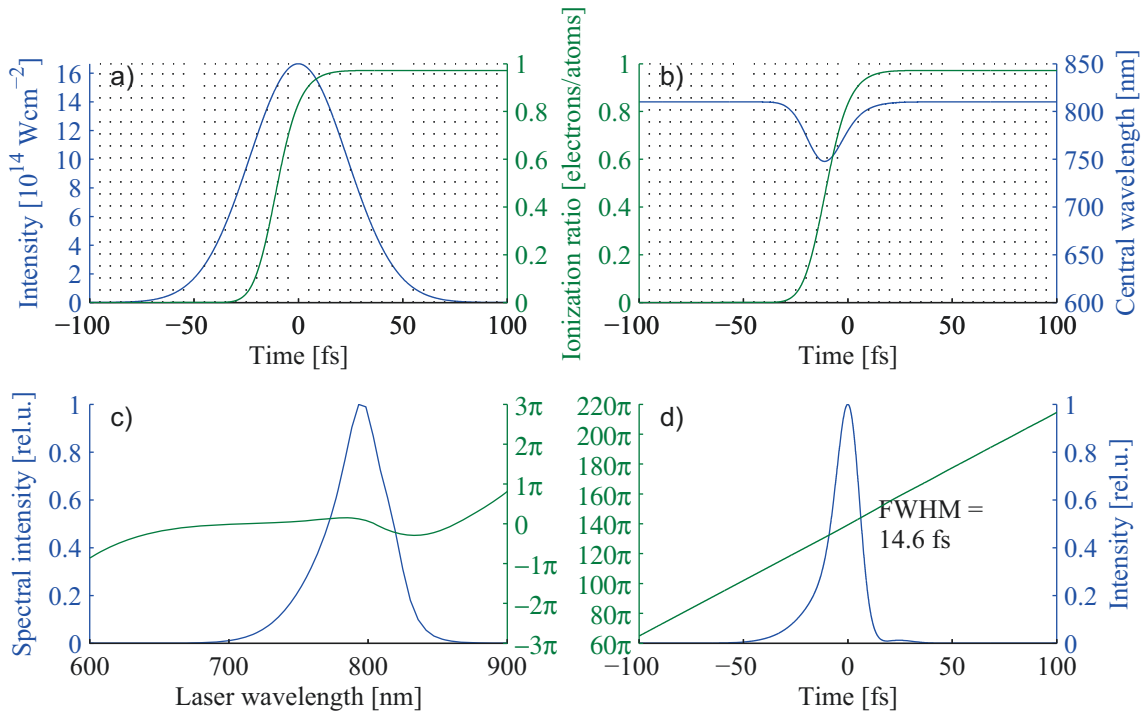 a)
Intensity [10^14 Wcm^−2]
16
14
12
10
8
6
4
2
0
−100 −50 0 50 100
Time [fs]
1
0.8
0.6
0.4
0.2
0
Ionization ratio [electrons/atoms]
b)
1
0.8
0.6
0.4
0.2
0
−100 −50 0 50 100
Time [fs]
850
800
750
700
650
600
Central wavelength [nm]
c)
Spectral intensity [rel.u.]
1
0.8
0.6
0.4
0.2
0
600 700 800 900
Laser wavelength [nm]
3π
2π
1π
0
−1π
−2π
−3π
d)
220π
200π
180π
160π
140π
130π
120π
110π
100π
90π
80π
60π
FWHM =
14.6 fs
−100 −50 0 50 100
Time [fs]
1
0.8
0.6
0.4
0.2
0
Intensity [rel.u.]